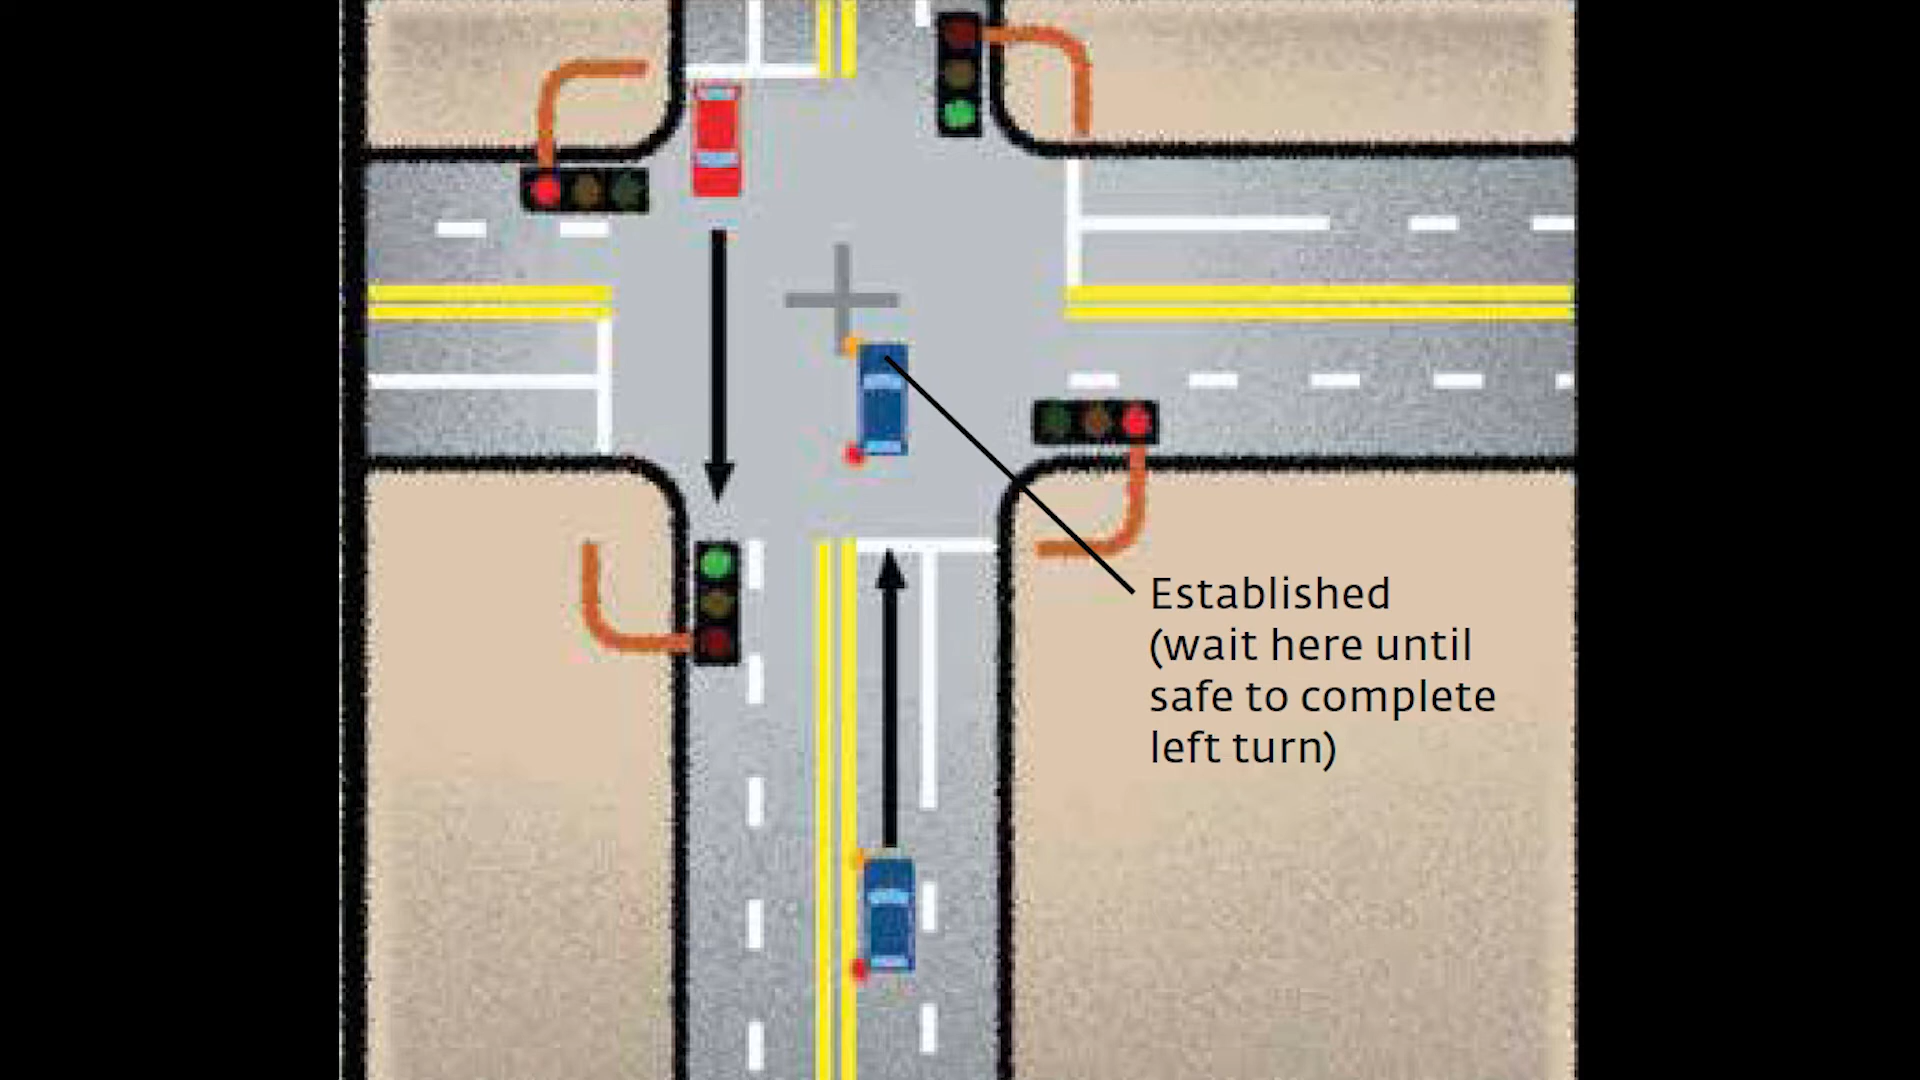 Established
(wait here until
safe to complete
left turn)